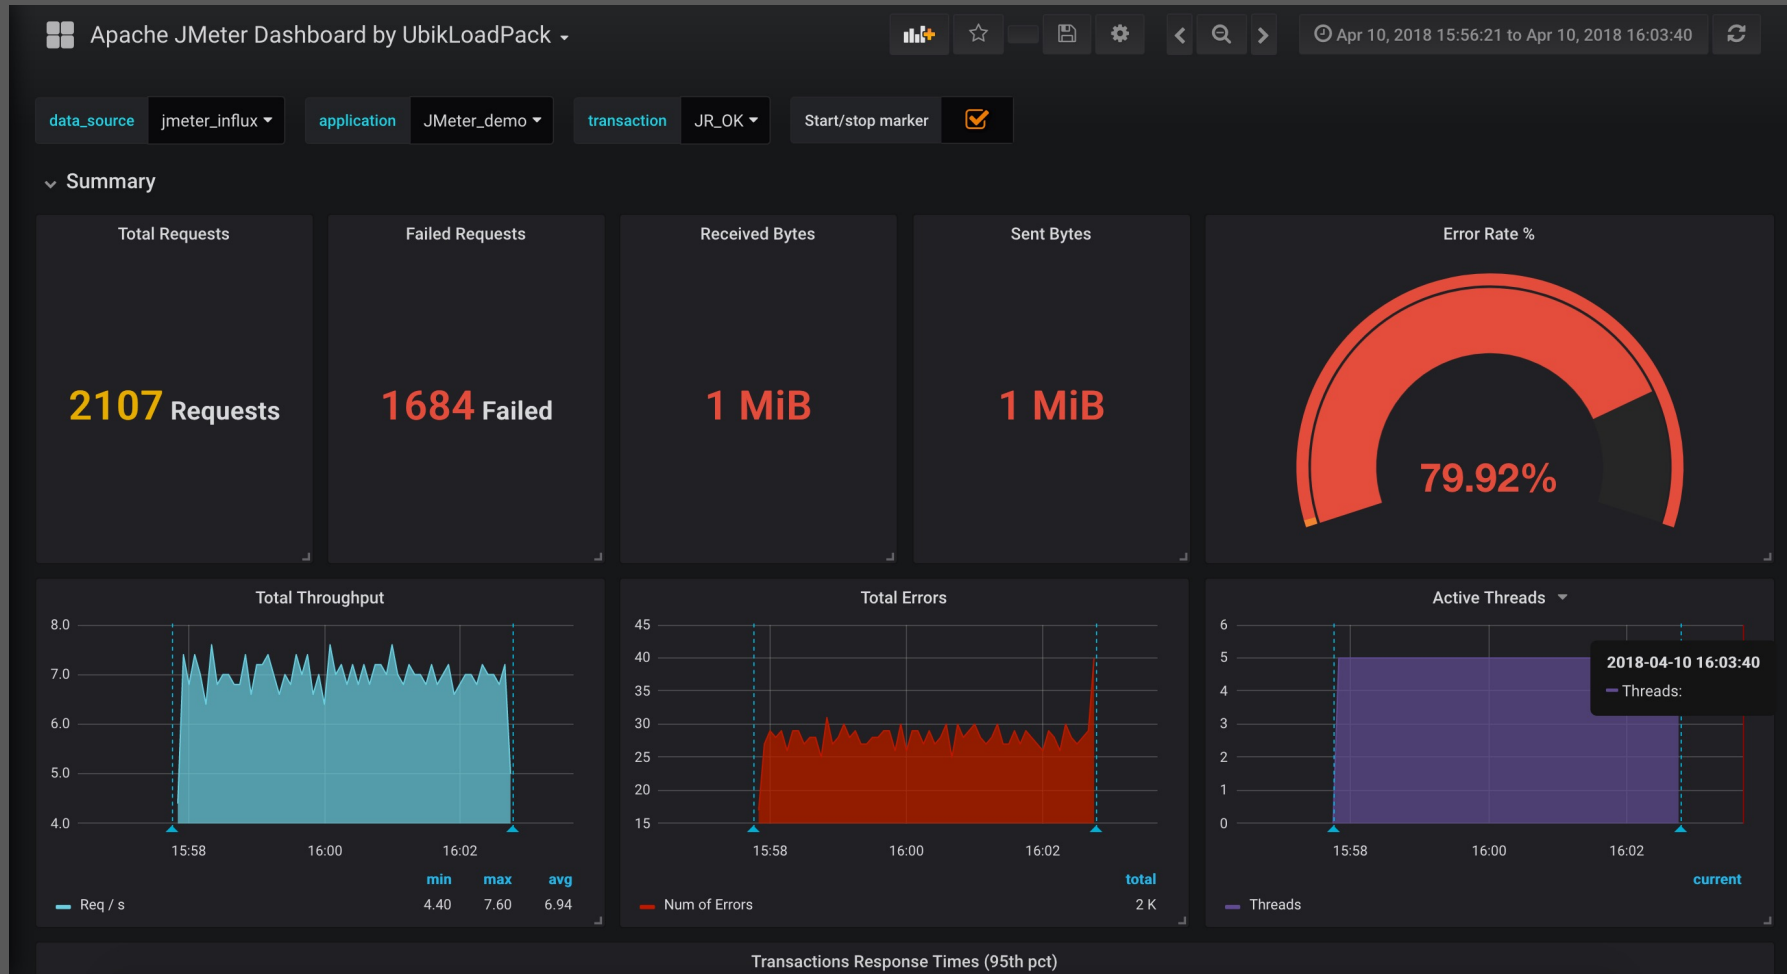 Apache JMeter Dashboard by UbikLoadPack
Apr 10, 2018 15:56:21 to Apr 10, 2018 16:03:40
data_source jmeter_influx application JMeter_demo transaction JR_OK Start/stop marker
Summary
Total Requests
2107 Requests
Failed Requests
1684 Failed
Received Bytes
1 MiB
Sent Bytes
1 MiB
Error Rate %
79.92%
Total Throughput
8.0
7.0
6.0
5.0
4.0
15:58 16:00 16:02
min max avg
Req / s 4.40 7.60 6.94
Total Errors
45
40
35
30
25
20
15
15:58 16:00 16:02
total
Num of Errors 2 K
Active Threads
6
5
4
3
2
1
0
2018-04-10 16:03:40
Threads:
15:58 16:00 16:02
current
Threads
Transactions Response Times (95th pct)